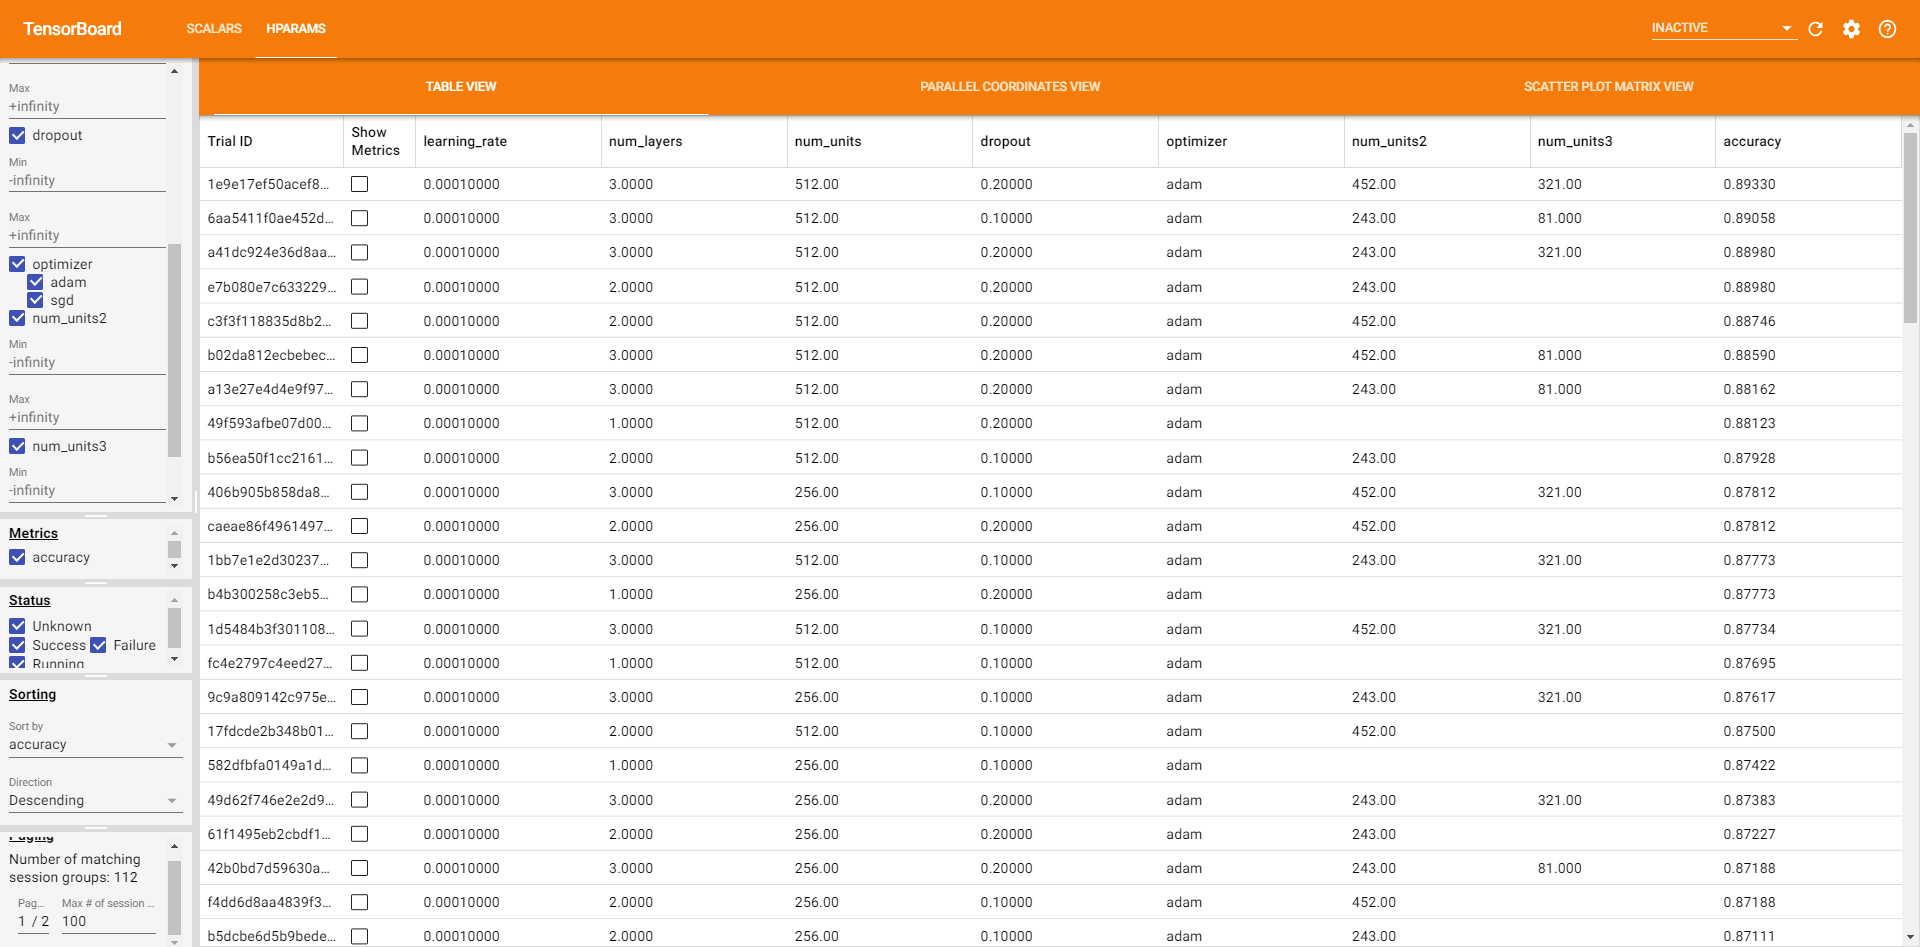 TensorBoard SCALARS HPARAMS INACTIVE
Max
+infinity
dropout
Min
-infinity
Max
+infinity
optimizer
adam
sgd
num_units2
Min
-infinity
Max
+infinity
num_units3
Min
-infinity
Metrics
accuracy
Status
Unknown
Success Failure
Running
Sorting
Sort by
accuracy
Direction
Descending
Paging
Number of matching
session groups: 112
Pag... Max # of session ...
1 / 2 100
TABLE VIEW PARALLEL COORDINATES VIEW SCATTER PLOT MATRIX VIEW
Trial ID Show Metrics learning_rate num_layers num_units dropout optimizer num_units2 num_units3 accuracy
1e9e17ef50acef8... 0.00010000 3.0000 512.00 0.20000 adam 452.00 321.00 0.89330
6aa5411f0ae452d... 0.00010000 3.0000 512.00 0.10000 adam 243.00 81.000 0.89058
a41dc924e36d8aa... 0.00010000 3.0000 512.00 0.20000 adam 243.00 321.00 0.88980
e7b080e7c633229... 0.00010000 2.0000 512.00 0.20000 adam 243.00 0.88980
c3f3f118835d8b2... 0.00010000 2.0000 512.00 0.20000 adam 452.00 0.88746
b02da812ecbebec... 0.00010000 3.0000 512.00 0.20000 adam 452.00 81.000 0.88590
a13e27e4d4e9f97... 0.00010000 3.0000 512.00 0.20000 adam 243.00 81.000 0.88162
49f593afbe07d00... 0.00010000 1.0000 512.00 0.20000 adam 0.88123
b56ea50f1cc2161... 0.00010000 2.0000 512.00 0.10000 adam 243.00 0.87928
406b905b858da8... 0.00010000 3.0000 256.00 0.10000 adam 452.00 321.00 0.87812
caeae86f4961497... 0.00010000 2.0000 256.00 0.20000 adam 452.00 0.87812
1bb7e1e2d30237... 0.00010000 3.0000 512.00 0.10000 adam 243.00 321.00 0.87773
b4b300258c3eb5... 0.00010000 1.0000 256.00 0.20000 adam 0.87773
1d5484b3f301108... 0.00010000 3.0000 512.00 0.10000 adam 452.00 321.00 0.87734
fc4e2797c4eed27... 0.00010000 1.0000 512.00 0.10000 adam 0.87695
9c9a809142c975e... 0.00010000 3.0000 256.00 0.10000 adam 243.00 321.00 0.87617
17fdcde2b348b01... 0.00010000 2.0000 512.00 0.10000 adam 452.00 0.87500
582dfbfa0149a1d... 0.00010000 1.0000 256.00 0.10000 adam 0.87422
49d62f746e2e2d9... 0.00010000 3.0000 256.00 0.20000 adam 243.00 321.00 0.87383
61f1495eb2cbdf1... 0.00010000 2.0000 256.00 0.20000 adam 243.00 0.87227
42b0bd7d59630a... 0.00010000 3.0000 256.00 0.20000 adam 243.00 81.000 0.87188
f4dd6d8aa4839f3... 0.00010000 2.0000 256.00 0.10000 adam 452.00 0.87188
b5dcbe6d5b9bede... 0.00010000 2.0000 256.00 0.10000 adam 243.00 0.87111